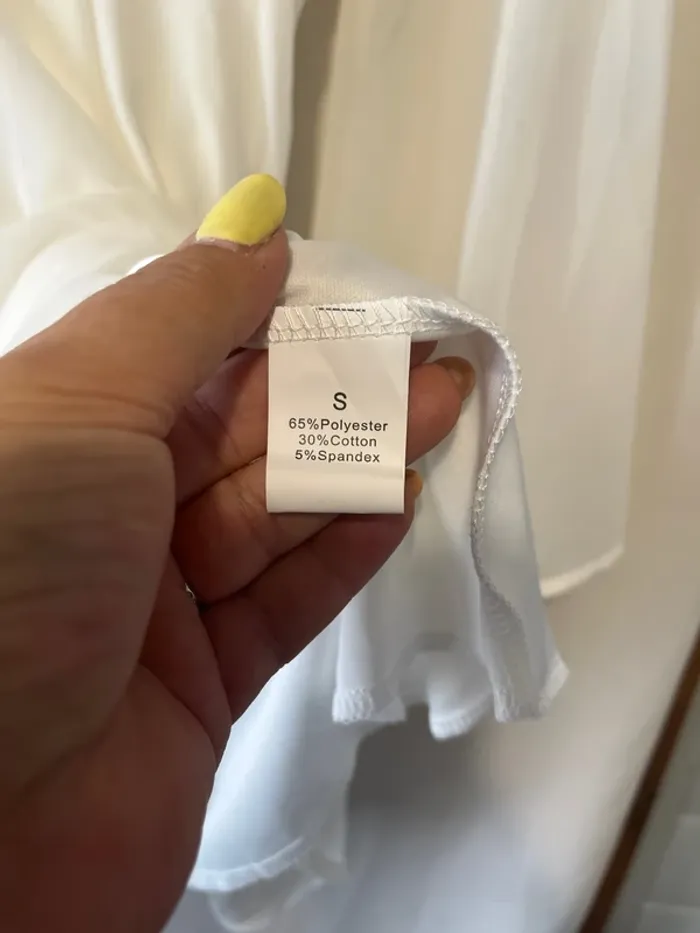 S
65%Polyester
30%Cotton
5%Spandex